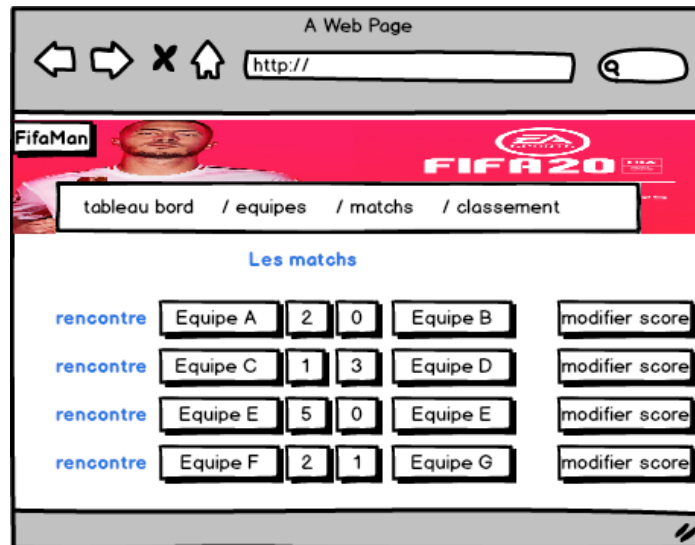 A Web Page
http://
FifaMan
EA
SPORTS
FIFA20
tableau bord / equipes / matchs / classement
Les matchs
rencontre Equipe A 2 0 Equipe B modifier score
rencontre Equipe C 1 3 Equipe D modifier score
rencontre Equipe E 5 0 Equipe E modifier score
rencontre Equipe F 2 1 Equipe G modifier score